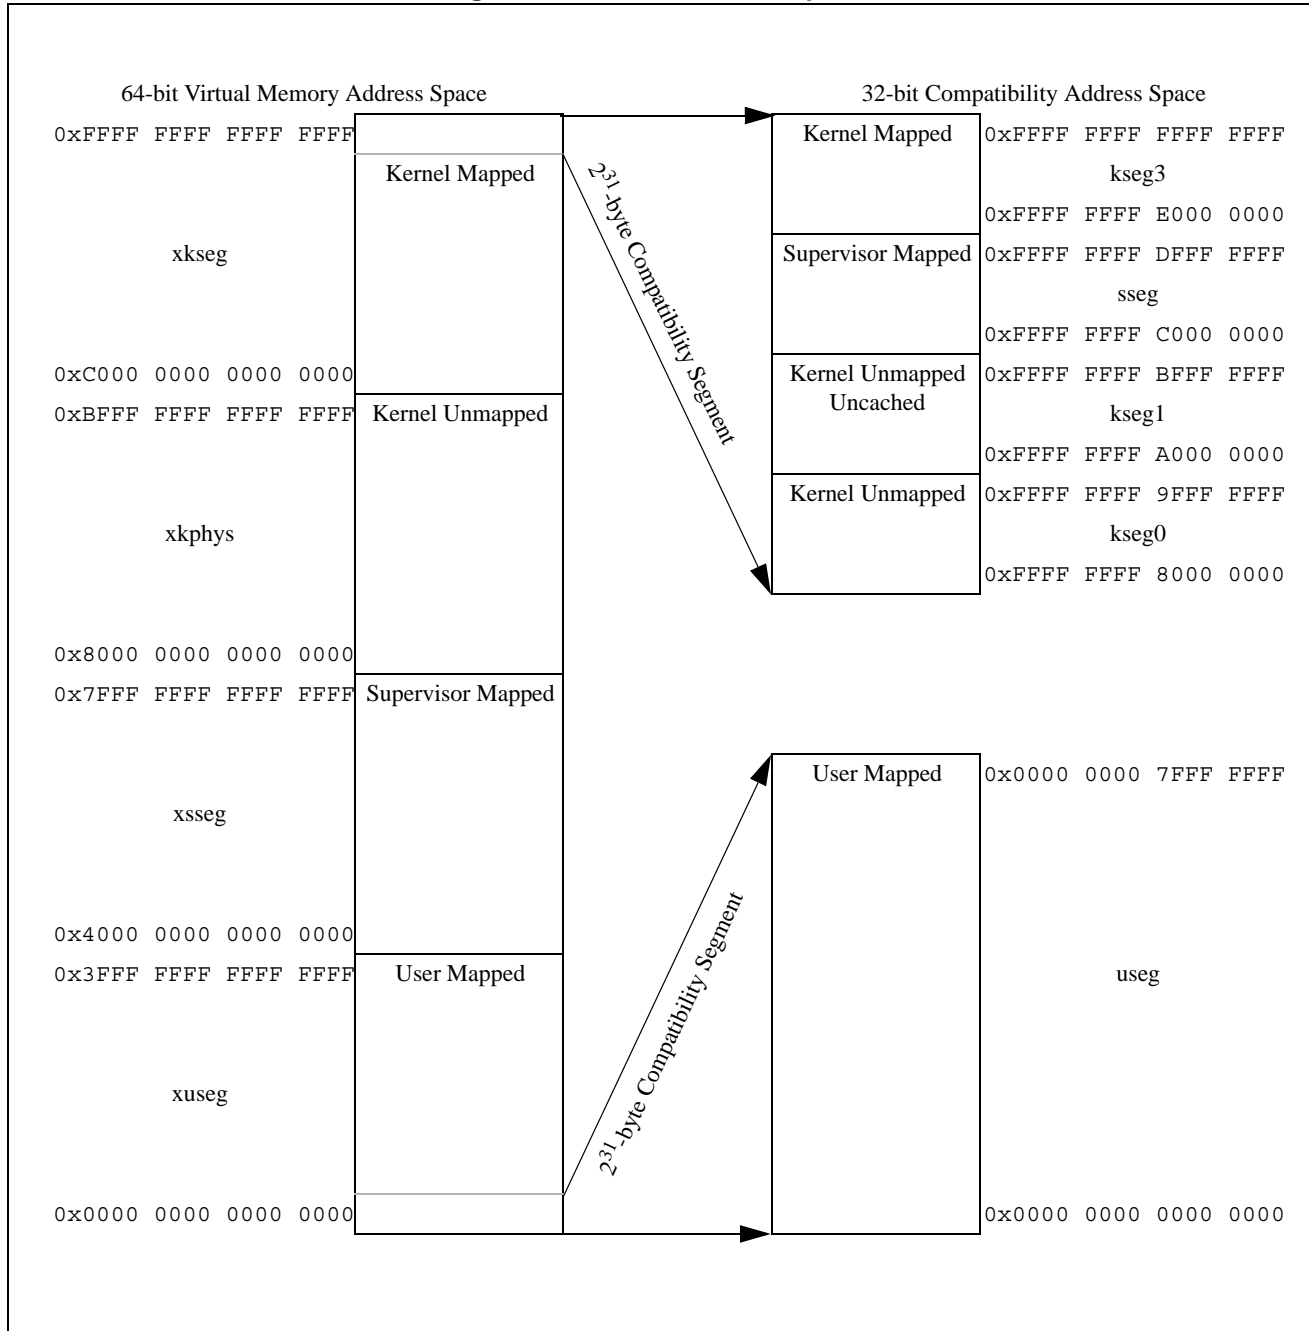 64-bit Virtual Memory Address Space
0xFFFF FFFF FFFF FFFF
Kernel Mapped
xkseg
0xC000 0000 0000 0000
0xBFFF FFFF FFFF FFFF
Kernel Unmapped
xkphys
0x8000 0000 0000 0000
0x7FFF FFFF FFFF FFFF
Supervisor Mapped
xsseg
0x4000 0000 0000 0000
0x3FFF FFFF FFFF FFFF
User Mapped
xuseg
0x0000 0000 0000 0000
2^31-byte Compatibility Segment
2^31-byte Compatibility Segment
32-bit Compatibility Address Space
Kernel Mapped
0xFFFF FFFF FFFF FFFF
kseg3
0xFFFF FFFF E000 0000
Supervisor Mapped
0xFFFF FFFF DFFF FFFF
sseg
0xFFFF FFFF C000 0000
Kernel Unmapped
Uncached
0xFFFF FFFF BFFF FFFF
kseg1
0xFFFF FFFF A000 0000
Kernel Unmapped
0xFFFF FFFF 9FFF FFFF
kseg0
0xFFFF FFFF 8000 0000
User Mapped
0x0000 0000 7FFF FFFF
useg
0x0000 0000 0000 0000